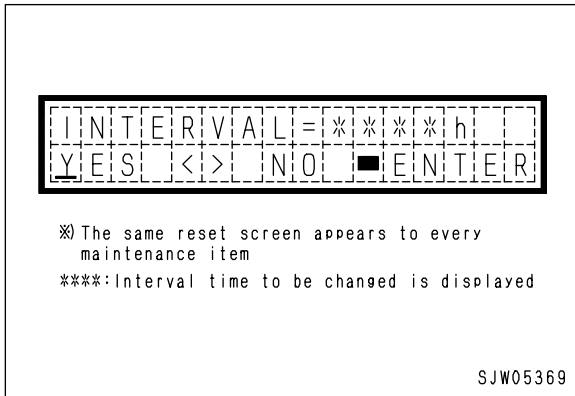 INTERVAL=****h
YES <> NO ■ENTER
※) The same reset screen appears to every
maintenance item
****:Interval time to be changed is displayed
SJW05369